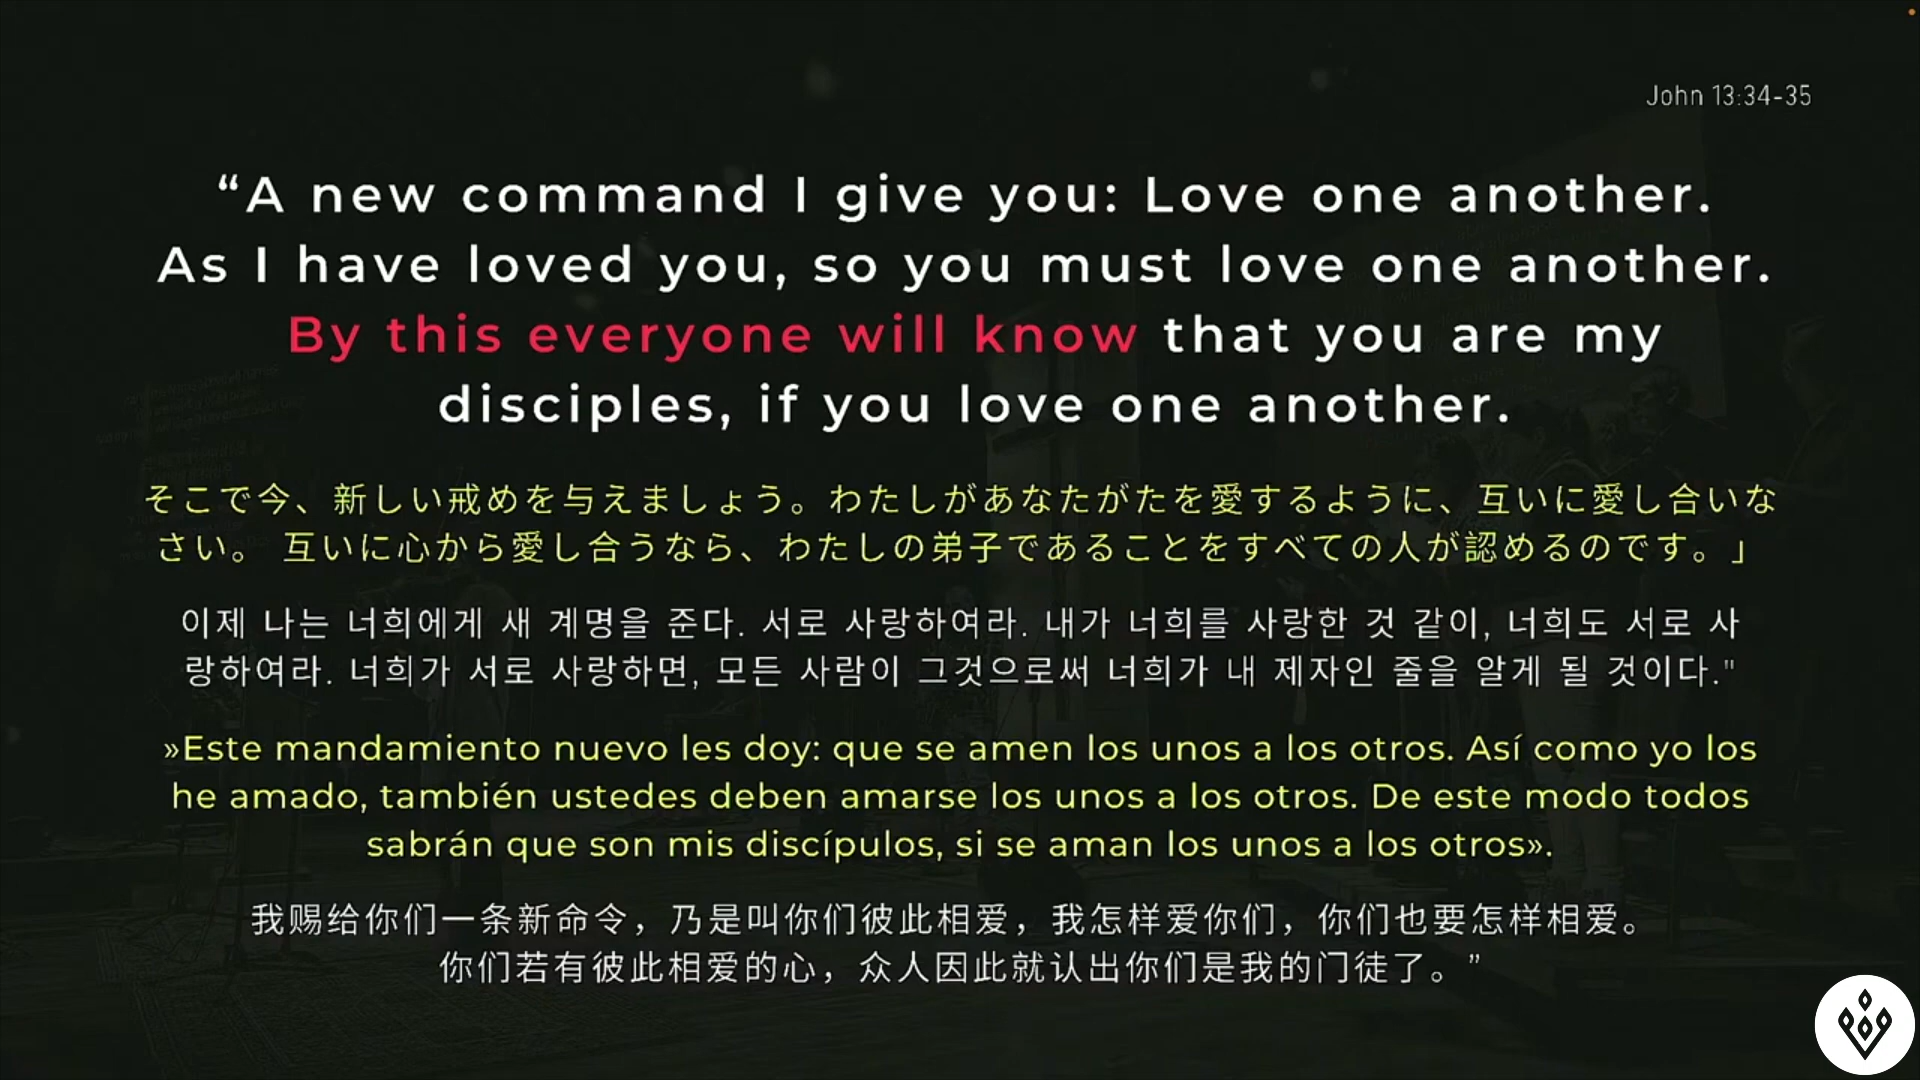 John 13:34-35
“A new command I give you: Love one another.
As I have loved you, so you must love one another.
By this everyone will know that you are my
disciples, if you love one another.
そこで今、新しい戒めを与えましょう。わたしがあなたがたを愛するように、互いに愛し合いな
さい。 互いに心から愛し合うなら、わたしの弟子であることをすべての人が認めるのです。」
이제 나는 너희에게 새 계명을 준다. 서로 사랑하여라. 내가 너희를 사랑한 것 같이, 너희도 서로 사
랑하여라. 너희가 서로 사랑하면, 모든 사람이 그것으로써 너희가 내 제자인 줄을 알게 될 것이다."
»Este mandamiento nuevo les doy: que se amen los unos a los otros. Así como yo los
he amado, también ustedes deben amarse los unos a los otros. De este modo todos
sabrán que son mis discípulos, si se aman los unos a los otros».
我赐给你们一条新命令，乃是叫你们彼此相爱，我怎样爱你们，你们也要怎样相爱。
你们若有彼此相爱的心，众人因此就认出你们是我的门徒了。”